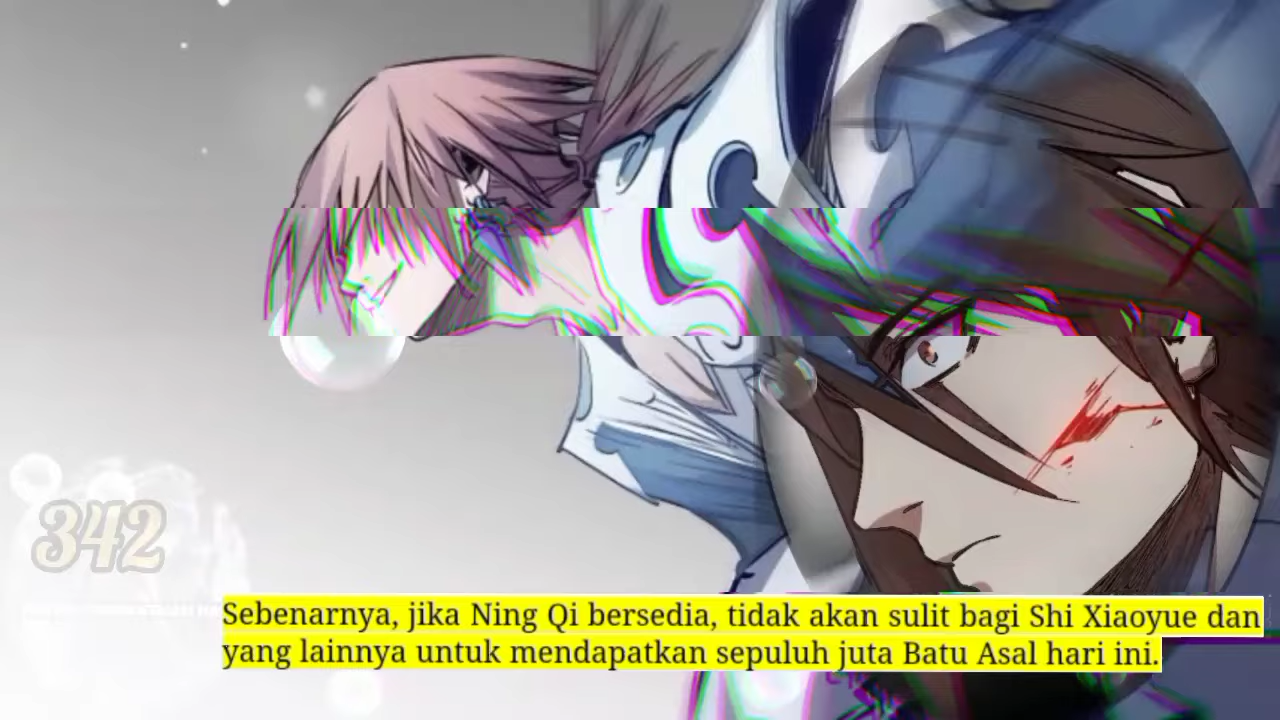 342
Sebenarnya, jika Ning Qi bersedia, tidak akan sulit bagi Shi Xiaoyue dan
yang lainnya untuk mendapatkan sepuluh juta Batu Asal hari ini.